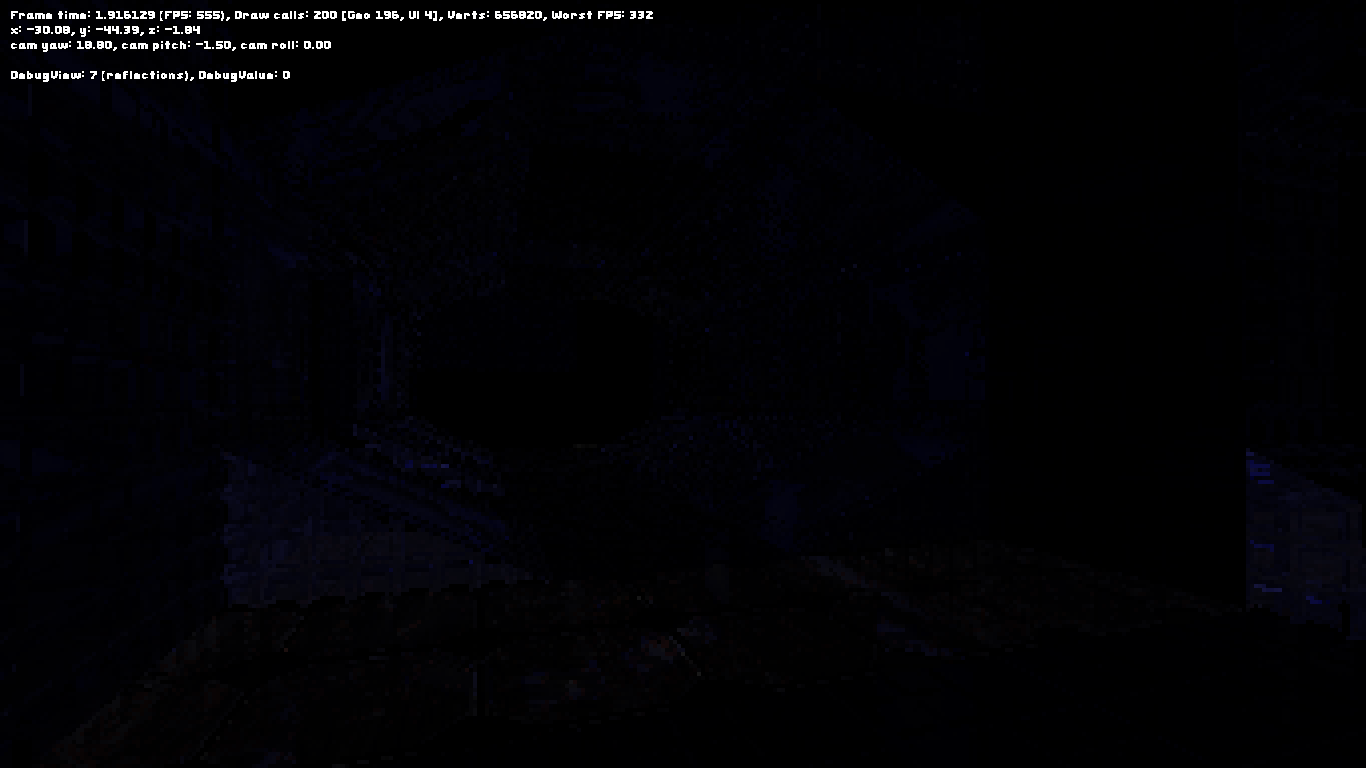 Frame time: 1.916129 (FPS: 555), Draw calls: 200 [Geo 196, UI 4], Verts: 656820, Worst FPS: 332
x: -30.08, y: -44.39, z: -1.84
cam yaw: 18.80, cam pitch: -1.50, cam roll: 0.00
DebugView: 7 (reflections), DebugValue: 0